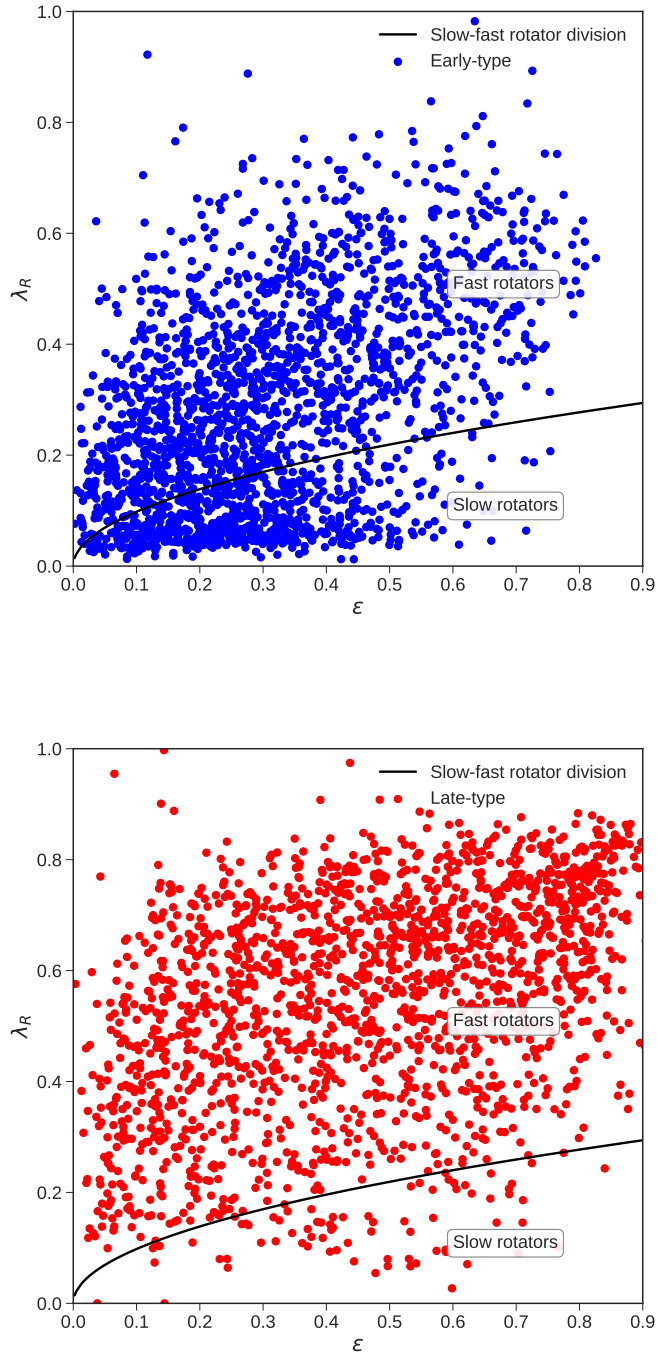 1.0
Slow-fast rotator division
Early-type
0.8
0.6
Fast rotators
λR
0.4
0.2
Slow rotators
0.0
0.0 0.1 0.2 0.3 0.4 0.5 0.6 0.7 0.8 0.9
ε
1.0
Slow-fast rotator division
Late-type
0.8
0.6
Fast rotators
λR
0.4
0.2
Slow rotators
0.0
0.0 0.1 0.2 0.3 0.4 0.5 0.6 0.7 0.8 0.9
ε